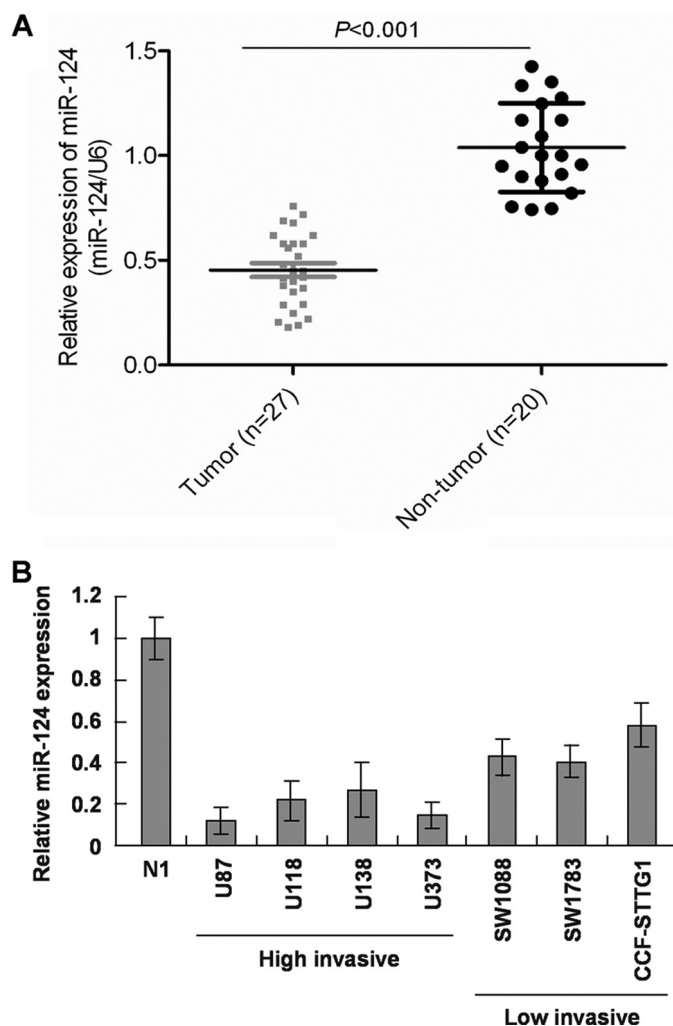 A
P<0.001
Relative expression of miR-124
(miR-124/U6)
1.5
1.0
0.5
0.0
Tumor (n=27)
Non-tumor (n=20)
B
Relative miR-124 expression
1.2
1
0.8
0.6
0.4
0.2
0
N1
U87
U118
U138
U373
SW1088
SW1783
CCF-STTG1
High invasive
Low invasive